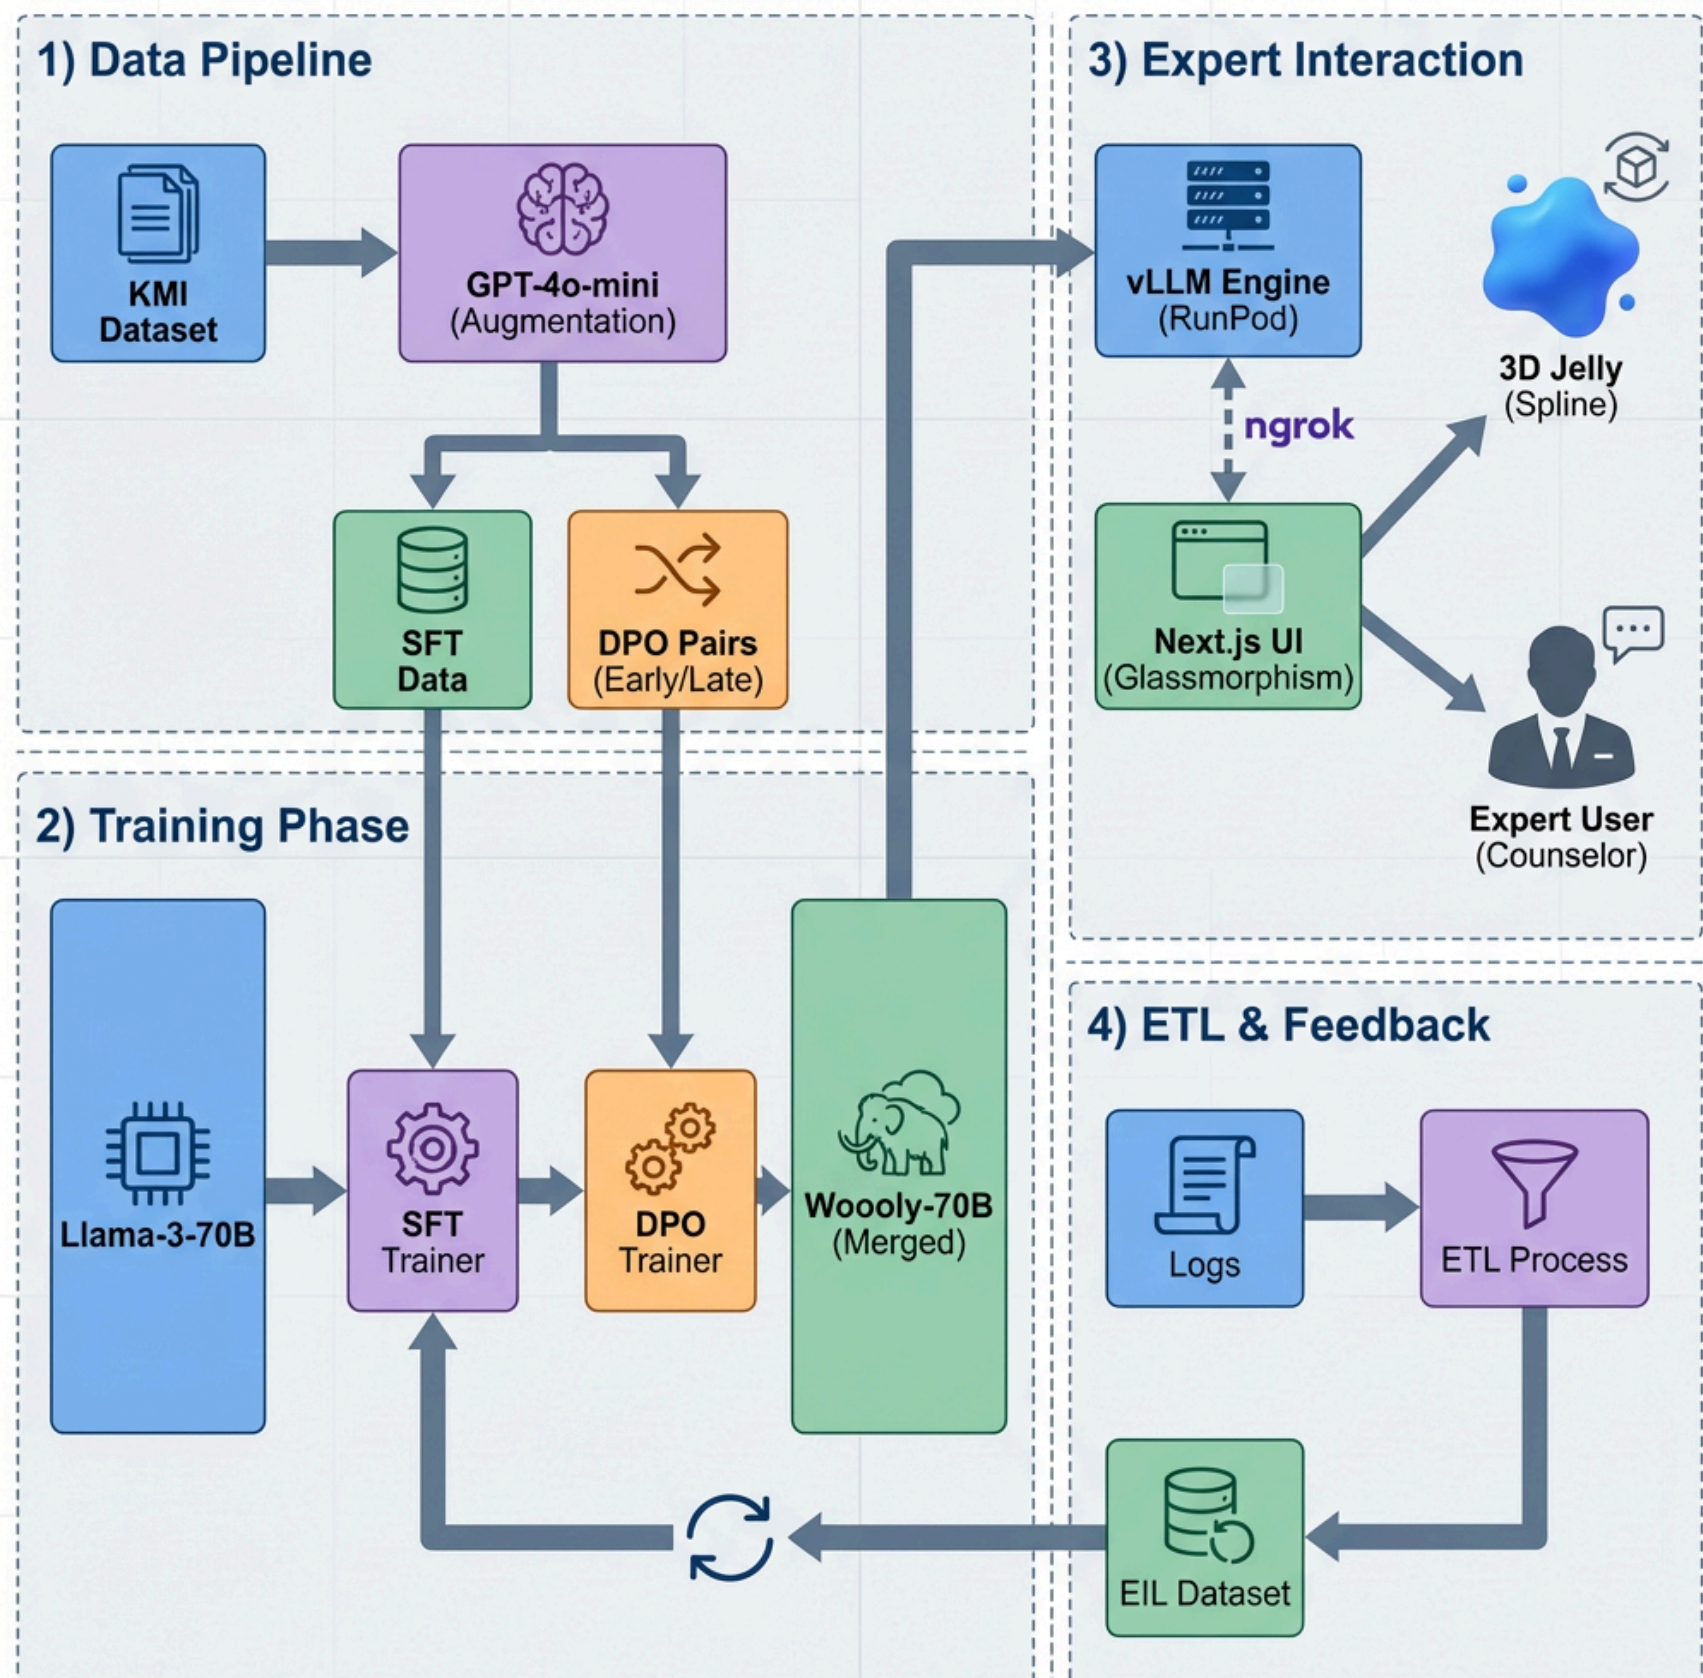 1) Data Pipeline
KMI
Dataset
GPT-4o-mini
(Augmentation)
SFT
Data
DPO Pairs
(Early/Late)
2) Training Phase
Llama-3-70B
SFT
Trainer
DPO
Trainer
Woooly-70B
(Merged)
3) Expert Interaction
vLLM Engine
(RunPod)
3D Jelly
(Spline)
ngrok
Next.js UI
(Glassmorphism)
Expert User
(Counselor)
4) ETL & Feedback
Logs
ETL Process
EIL Dataset